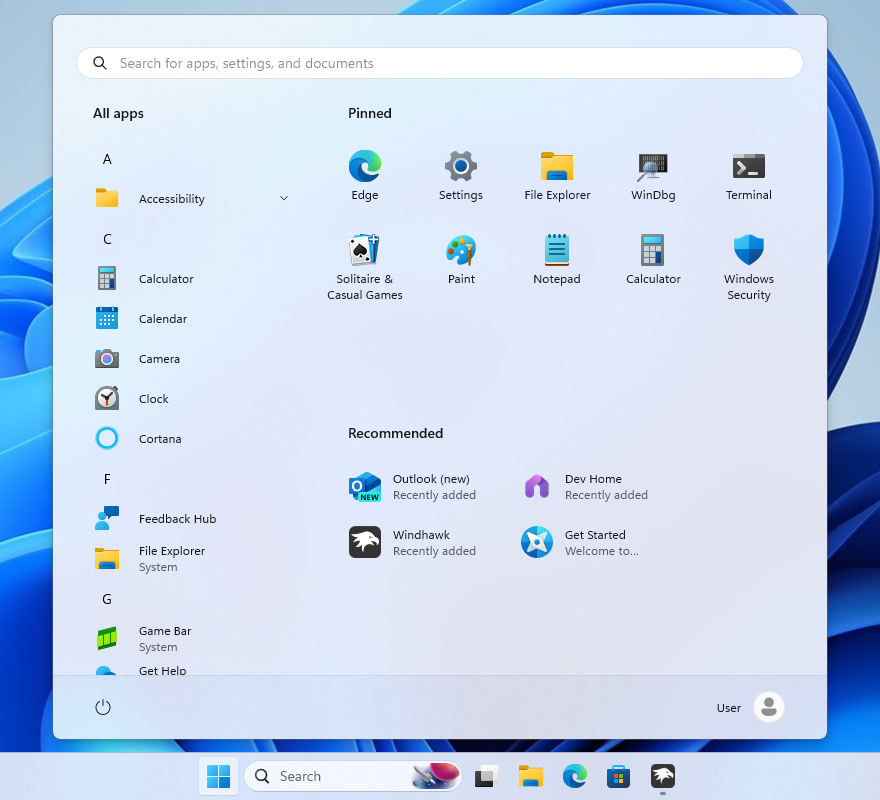 Search for apps, settings, and documents
All apps
A
Accessibility
C
Calculator
Calendar
Camera
Clock
Cortana
F
Feedback Hub
File Explorer
System
G
Game Bar
System
Get Help
Pinned
Edge
Settings
File Explorer
WinDbg
Terminal
Solitaire &
Casual Games
Paint
Notepad
Calculator
Windows
Security
Recommended
NEW
Outlook (new)
Recently added
Dev Home
Recently added
Windhawk
Recently added
Get Started
Welcome to...
User
Search